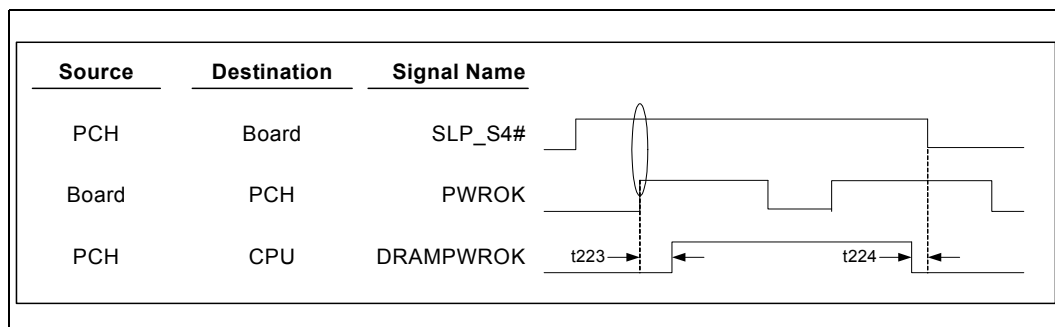 Source Destination Signal Name
PCH Board SLP_S4#
Board PCH PWROK
PCH CPU DRAMPWROK t223 t224